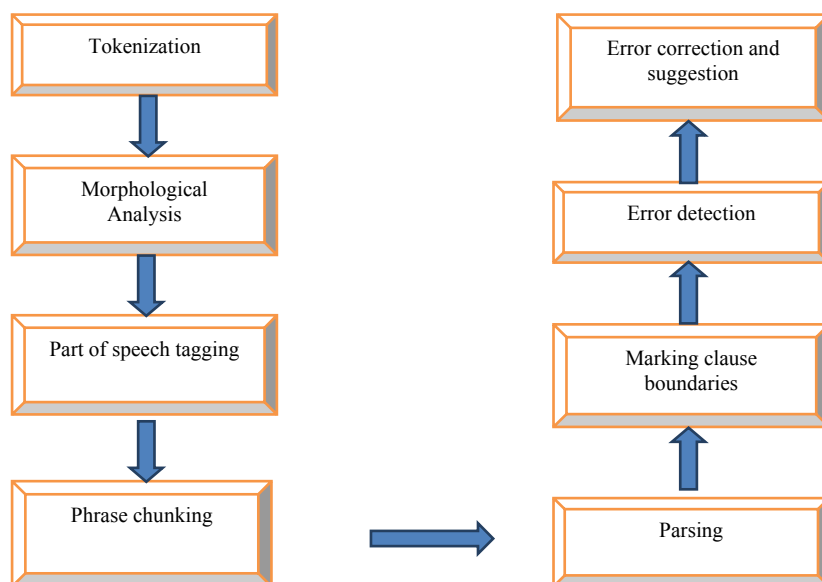 Tokenization
Morphological
Analysis
Part of speech tagging
Phrase chunking
Parsing
Marking clause
boundaries
Error detection
Error correction and
suggestion